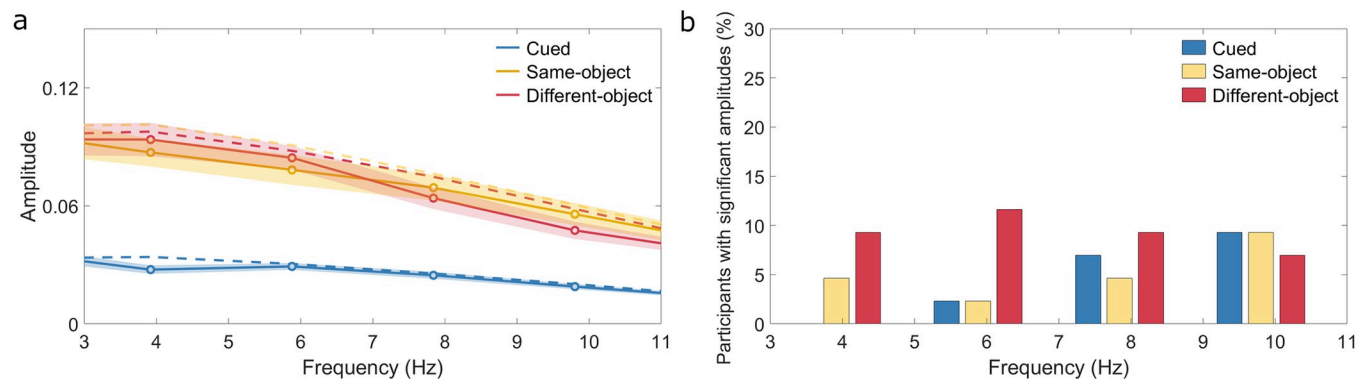 a
Cued
Same-object
Different-object
0.12
0.06
0
Amplitude
3 4 5 6 7 8 9 10 11
Frequency (Hz)
b
Cued
Same-object
Different-object
30
25
20
15
10
5
0
Participants with significant amplitudes (%)
3 4 5 6 7 8 9 10 11
Frequency (Hz)